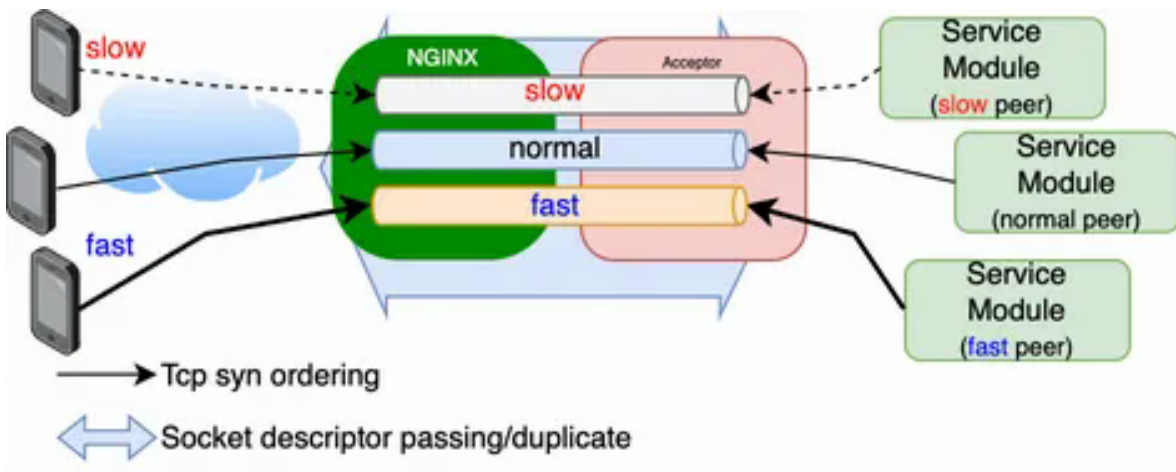 slow
NGINX
Acceptor
slow
Service
Module
(slow peer)
normal
Service
Module
(normal peer)
fast
fast
Service
Module
(fast peer)
Tcp syn ordering
Socket descriptor passing/duplicate